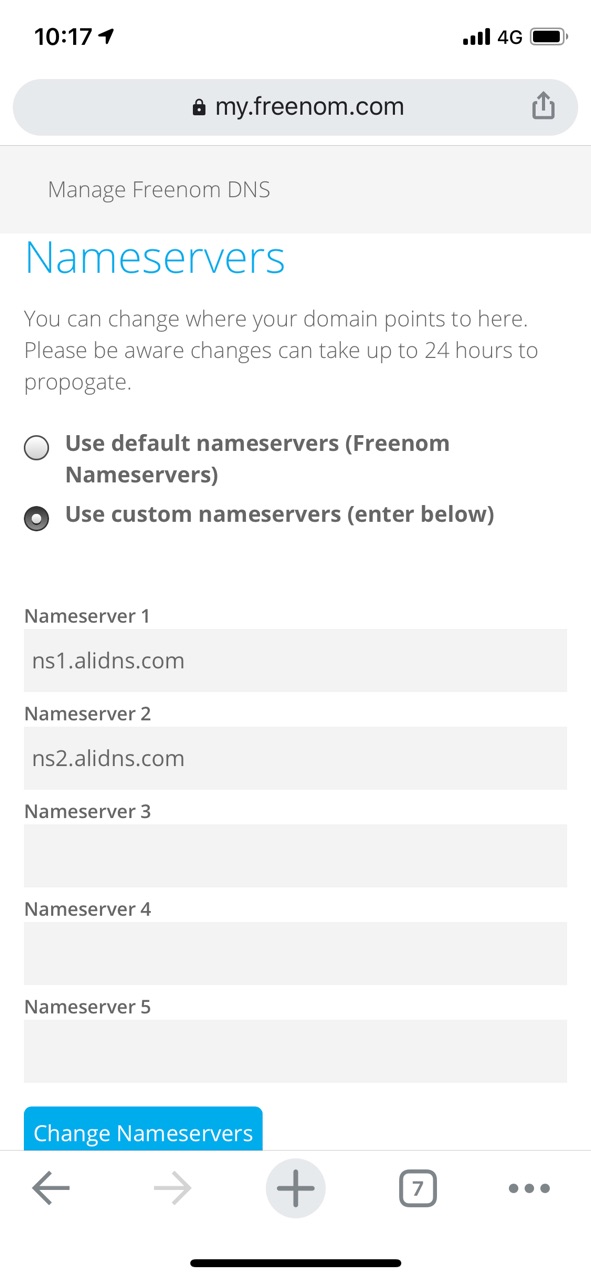 10:17
4G
my.freenom.com
Manage Freenom DNS
Nameservers
You can change where your domain points to here.
Please be aware changes can take up to 24 hours to
propogate.
Use default nameservers (Freenom
Nameservers)
Use custom nameservers (enter below)
Nameserver 1
ns1.alidns.com
Nameserver 2
ns2.alidns.com
Nameserver 3
Nameserver 4
Nameserver 5
Change Nameservers
7